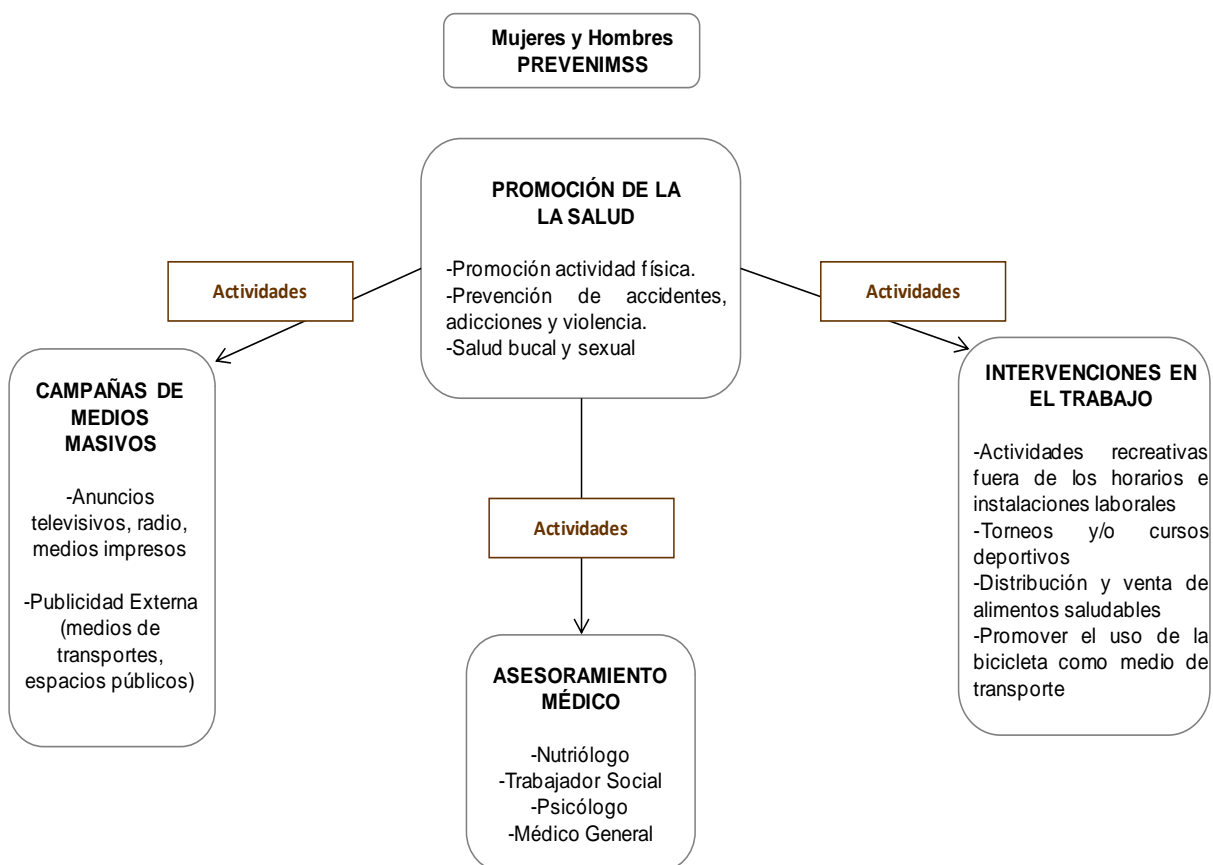 Mujeres y Hombres
PREVENIMSS
PROMOCIÓN DE LA
LA SALUD
-Promoción actividad física.
-Prevención de accidentes,
adicciones y violencia.
-Salud bucal y sexual
Actividades
Actividades
Actividades
CAMPAÑAS DE
MEDIOS
MASIVOS
-Anuncios
televisivos, radio,
medios impresos
-Publicidad Externa
(medios de
transportes,
espacios públicos)
ASESORAMIENTO
MÉDICO
-Nutriólogo
-Trabajador Social
-Psicólogo
-Médico General
INTERVENCIONES EN
EL TRABAJO
-Actividades recreativas
fuera de los horarios e
instalaciones laborales
-Torneos y/o cursos
deportivos
-Distribución y venta de
alimentos saludables
-Promover el uso de la
bicicleta como medio de
transporte